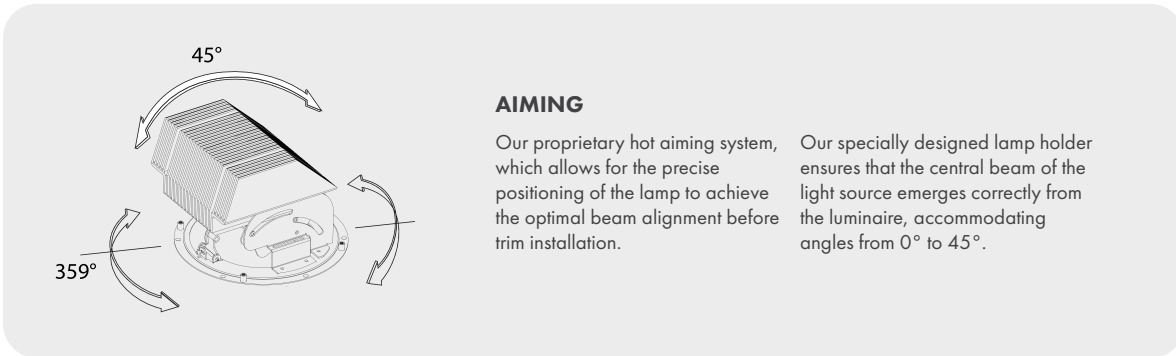 45°
359°
AIMING
Our proprietary hot aiming system,
which allows for the precise
positioning of the lamp to achieve
the optimal beam alignment before
trim installation.
Our specially designed lamp holder
ensures that the central beam of the
light source emerges correctly from
the luminaire, accommodating
angles from 0° to 45°.